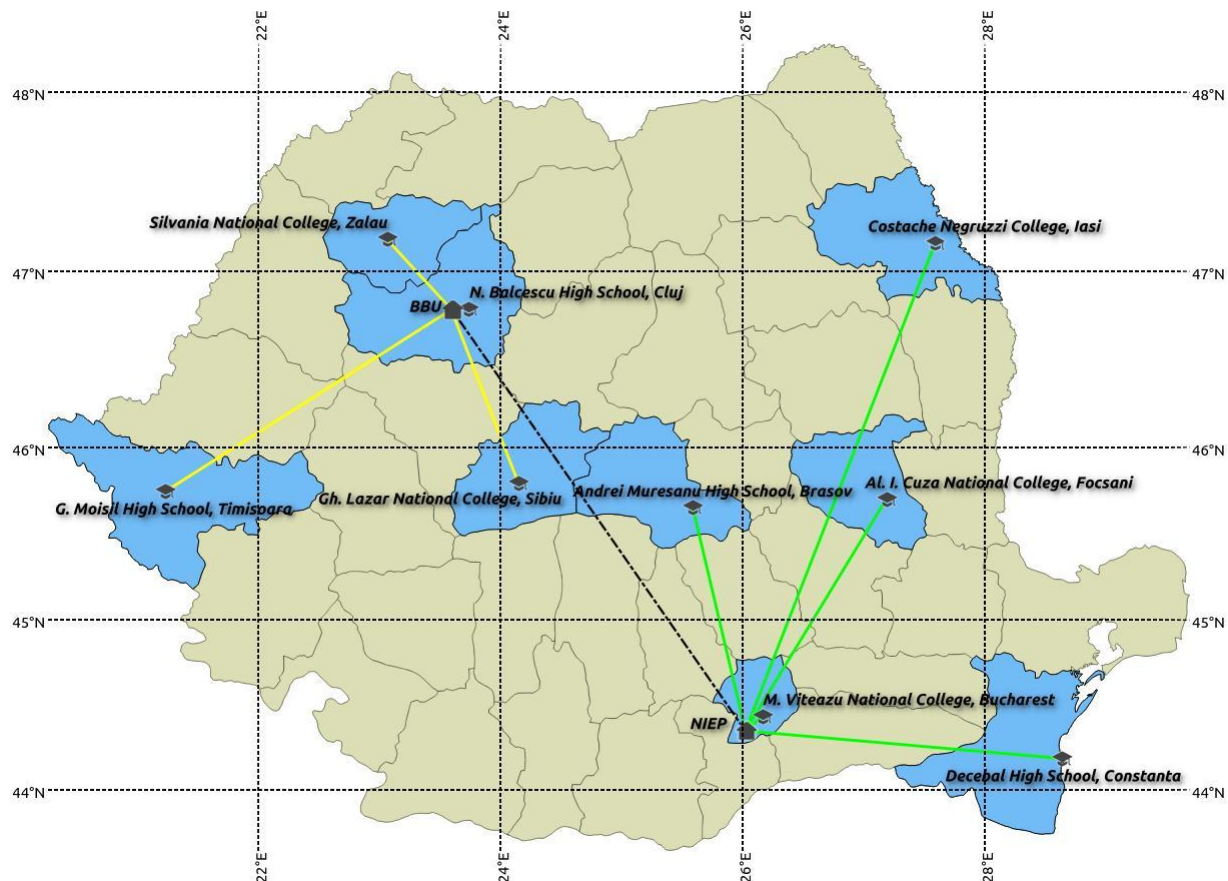 22°E
24°E
26°E
28°E
48°N
48°N
Silvania National College, Zalau
Costache Negruzzi College, Iasi
47°N
47°N
BBU
N. Balcescu High School, Cluj
46°N
46°N
G. Moisil High School, Timisoara
Gh. Lazar National College, Sibiu
Andrei Muresanu High School, Brasov
Al. I. Cuza National College, Focsani
45°N
45°N
NIEP
M. Viteazu National College, Bucharest
Decebal High School, Constanta
44°N
44°N
22°E
24°E
26°E
28°E